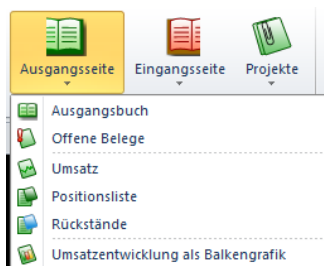 Ausgangsseite Eingangsseite Projekte
Ausgangsbuch
Offene Belege
Umsatz
Positionsliste
Rückstände
Umsatzentwicklung als Balkengrafik